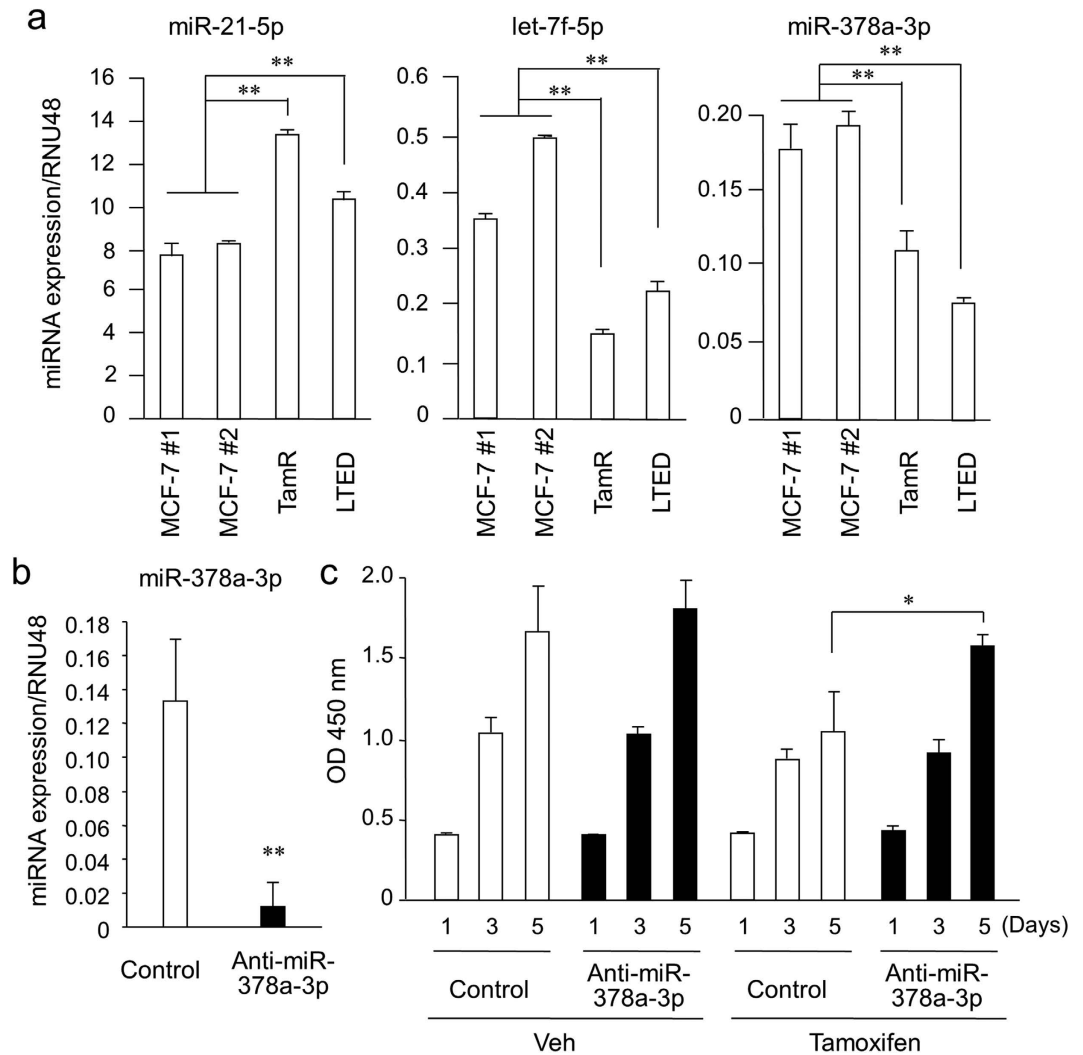 a
miR-21-5p
miRNA expression/RNU48
16
14
12
10
8
6
4
2
0
**
**
MCF-7 #1
MCF-7 #2
TamR
LTED
let-7f-5p
0.6
0.5
0.4
0.3
0.2
0.1
0
**
**
MCF-7 #1
MCF-7 #2
TamR
LTED
miR-378a-3p
0.20
0.15
0.10
0.05
0
**
**
MCF-7 #1
MCF-7 #2
TamR
LTED
b
miR-378a-3p
miRNA expression/RNU48
0.18
0.16
0.14
0.12
0.10
0.08
0.06
0.04
0.02
0
**
Control
Anti-miR-
378a-3p
c
OD 450 nm
2.0
1.5
1.0
0.5
0
*
1 3 5 1 3 5 1 3 5 1 3 5 (Days)
Control Anti-miR- Control Anti-miR-
378a-3p 378a-3p
Veh Tamoxifen